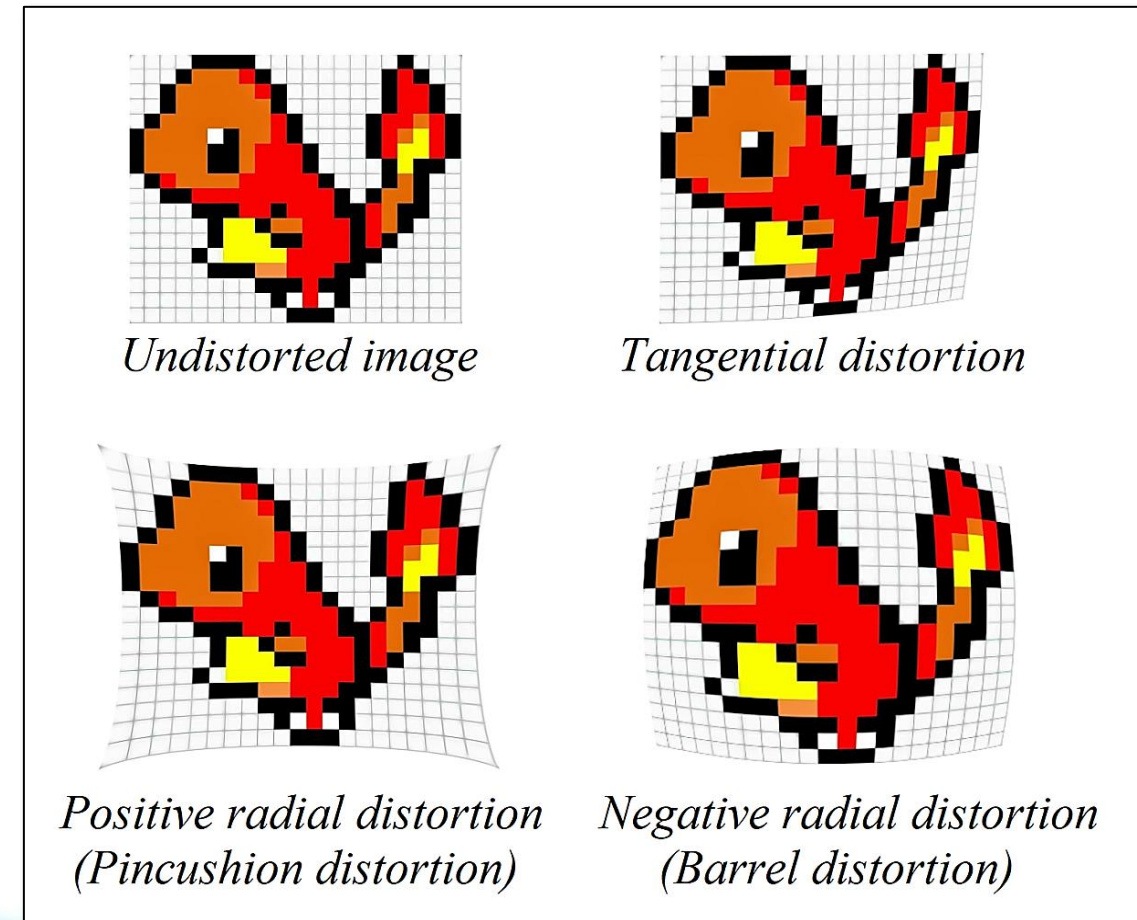 Undistorted image
Tangential distortion
Positive radial distortion
(Pincushion distortion)
Negative radial distortion
(Barrel distortion)